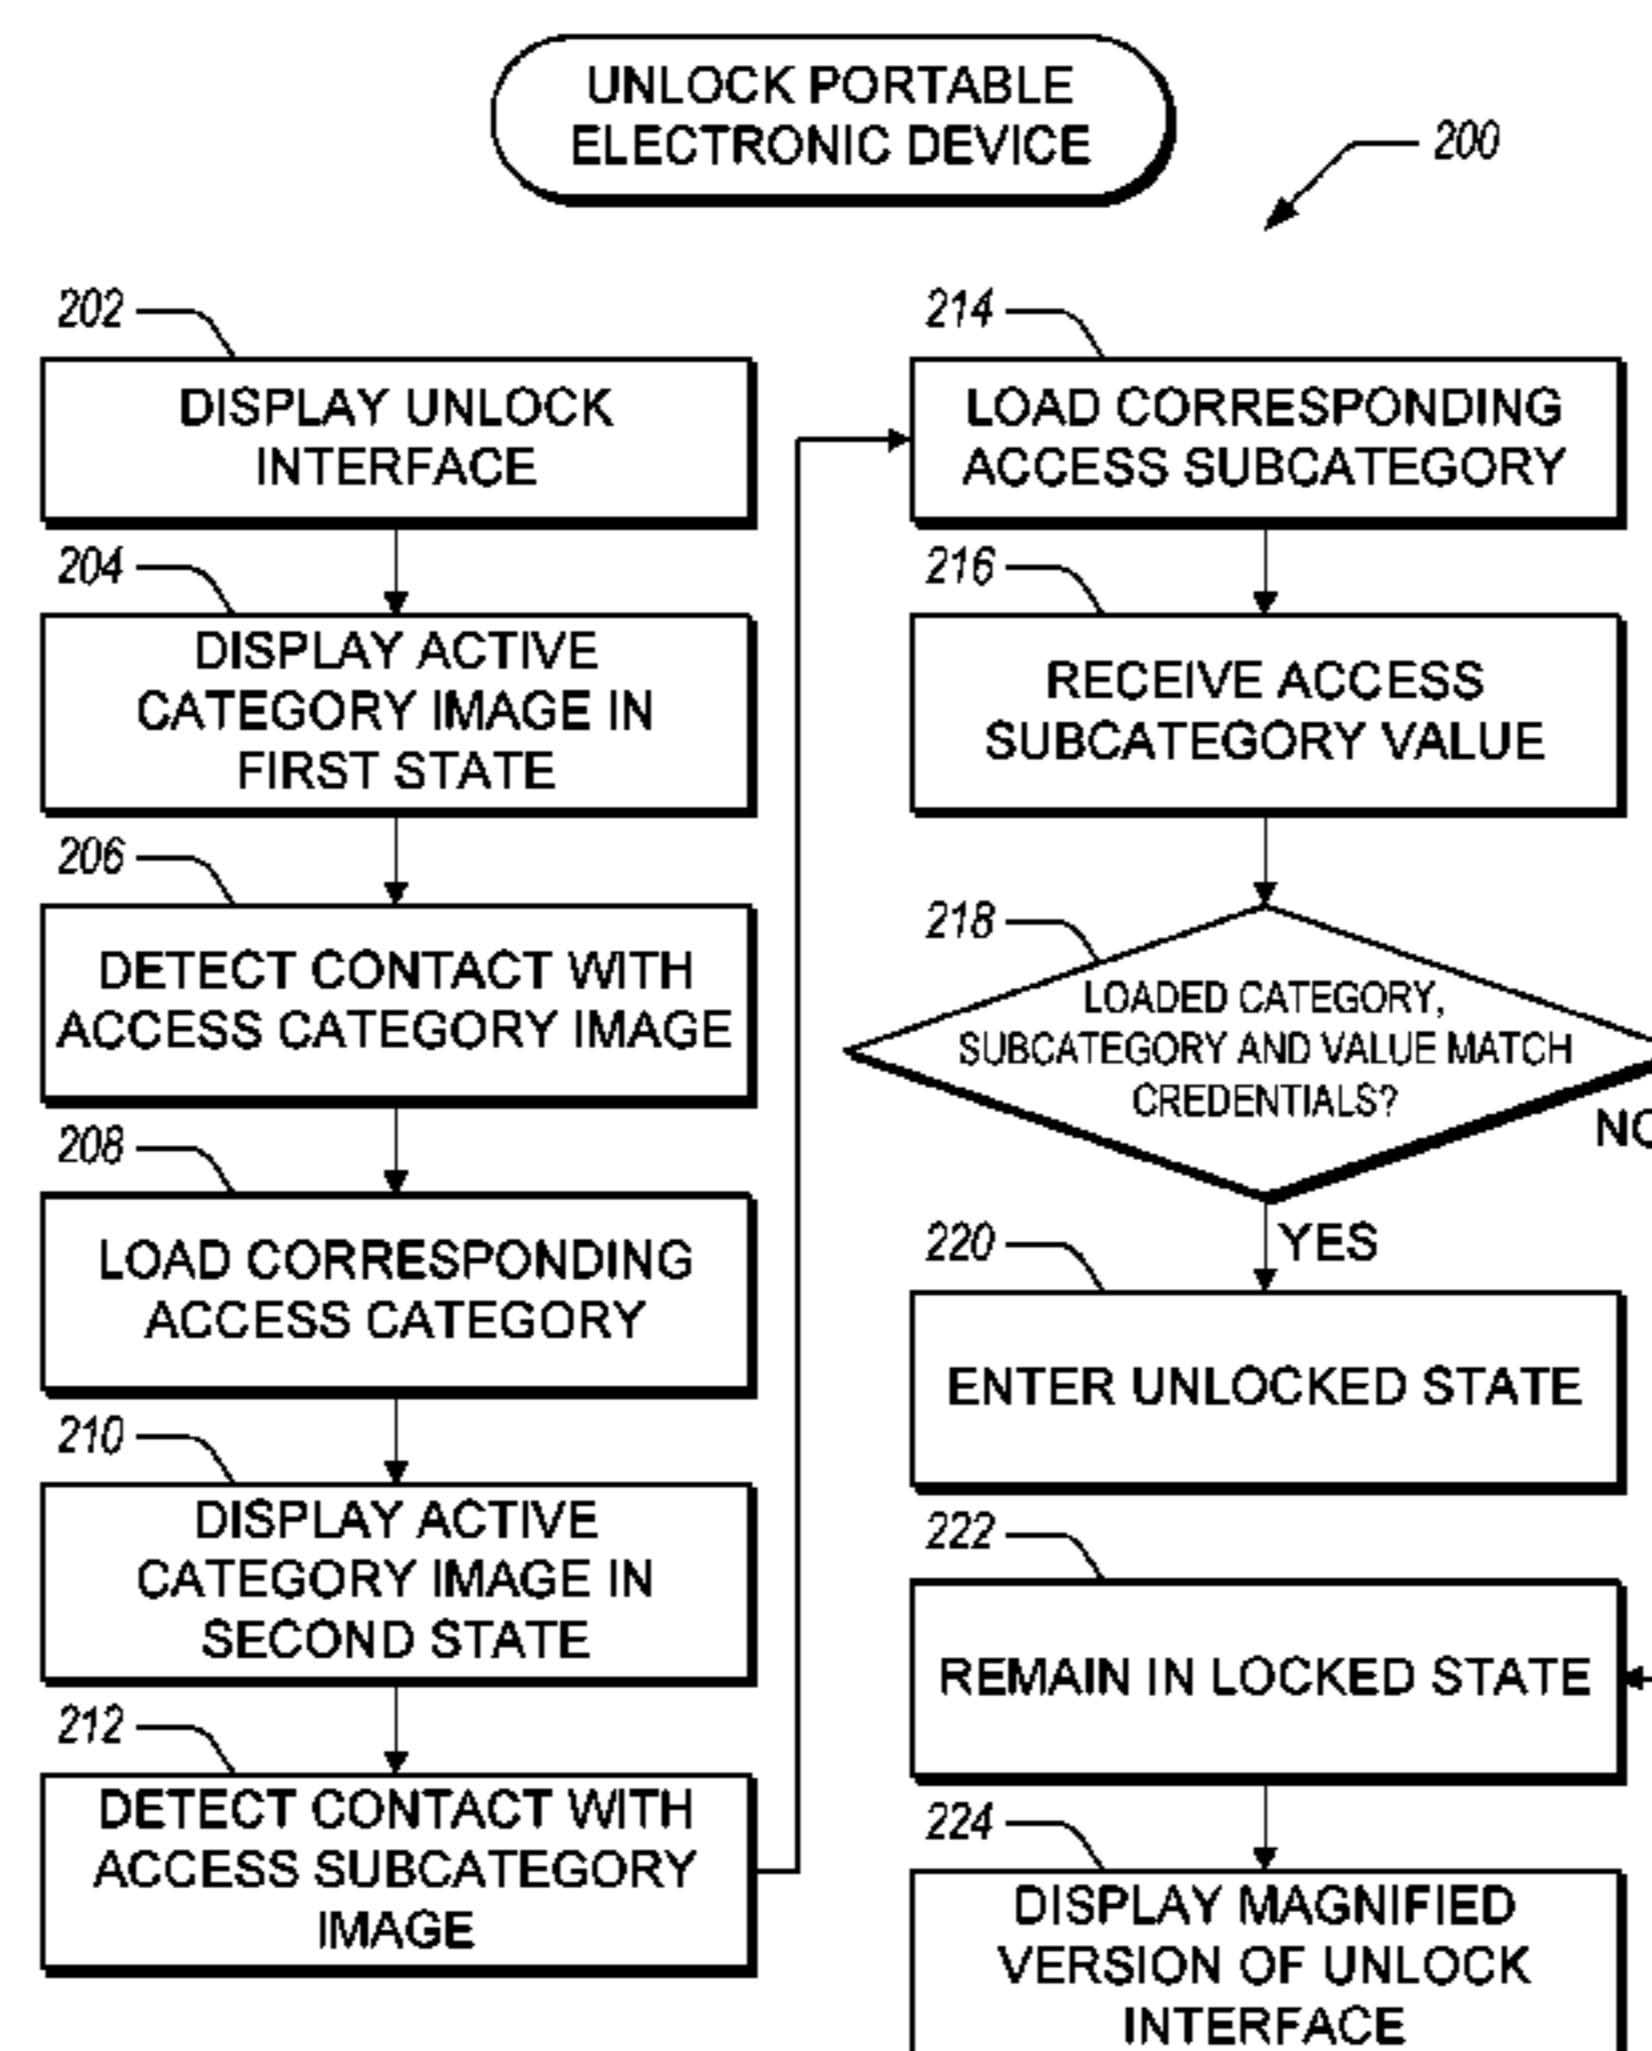 UNLOCK PORTABLE
ELECTRONIC DEVICE
200
202
DISPLAY UNLOCK
INTERFACE
204
DISPLAY ACTIVE
CATEGORY IMAGE IN
FIRST STATE
206
DETECT CONTACT WITH
ACCESS CATEGORY IMAGE
208
LOAD CORRESPONDING
ACCESS CATEGORY
210
DISPLAY ACTIVE
CATEGORY IMAGE IN
SECOND STATE
212
DETECT CONTACT WITH
ACCESS SUBCATEGORY
IMAGE
214
LOAD CORRESPONDING
ACCESS SUBCATEGORY
216
RECEIVE ACCESS
SUBCATEGORY VALUE
218
LOADED CATEGORY,
SUBCATEGORY AND VALUE MATCH
CREDENTIALS?
NO
YES
220
ENTER UNLOCKED STATE
222
REMAIN IN LOCKED STATE
224
DISPLAY MAGNIFIED
VERSION OF UNLOCK
INTERFACE